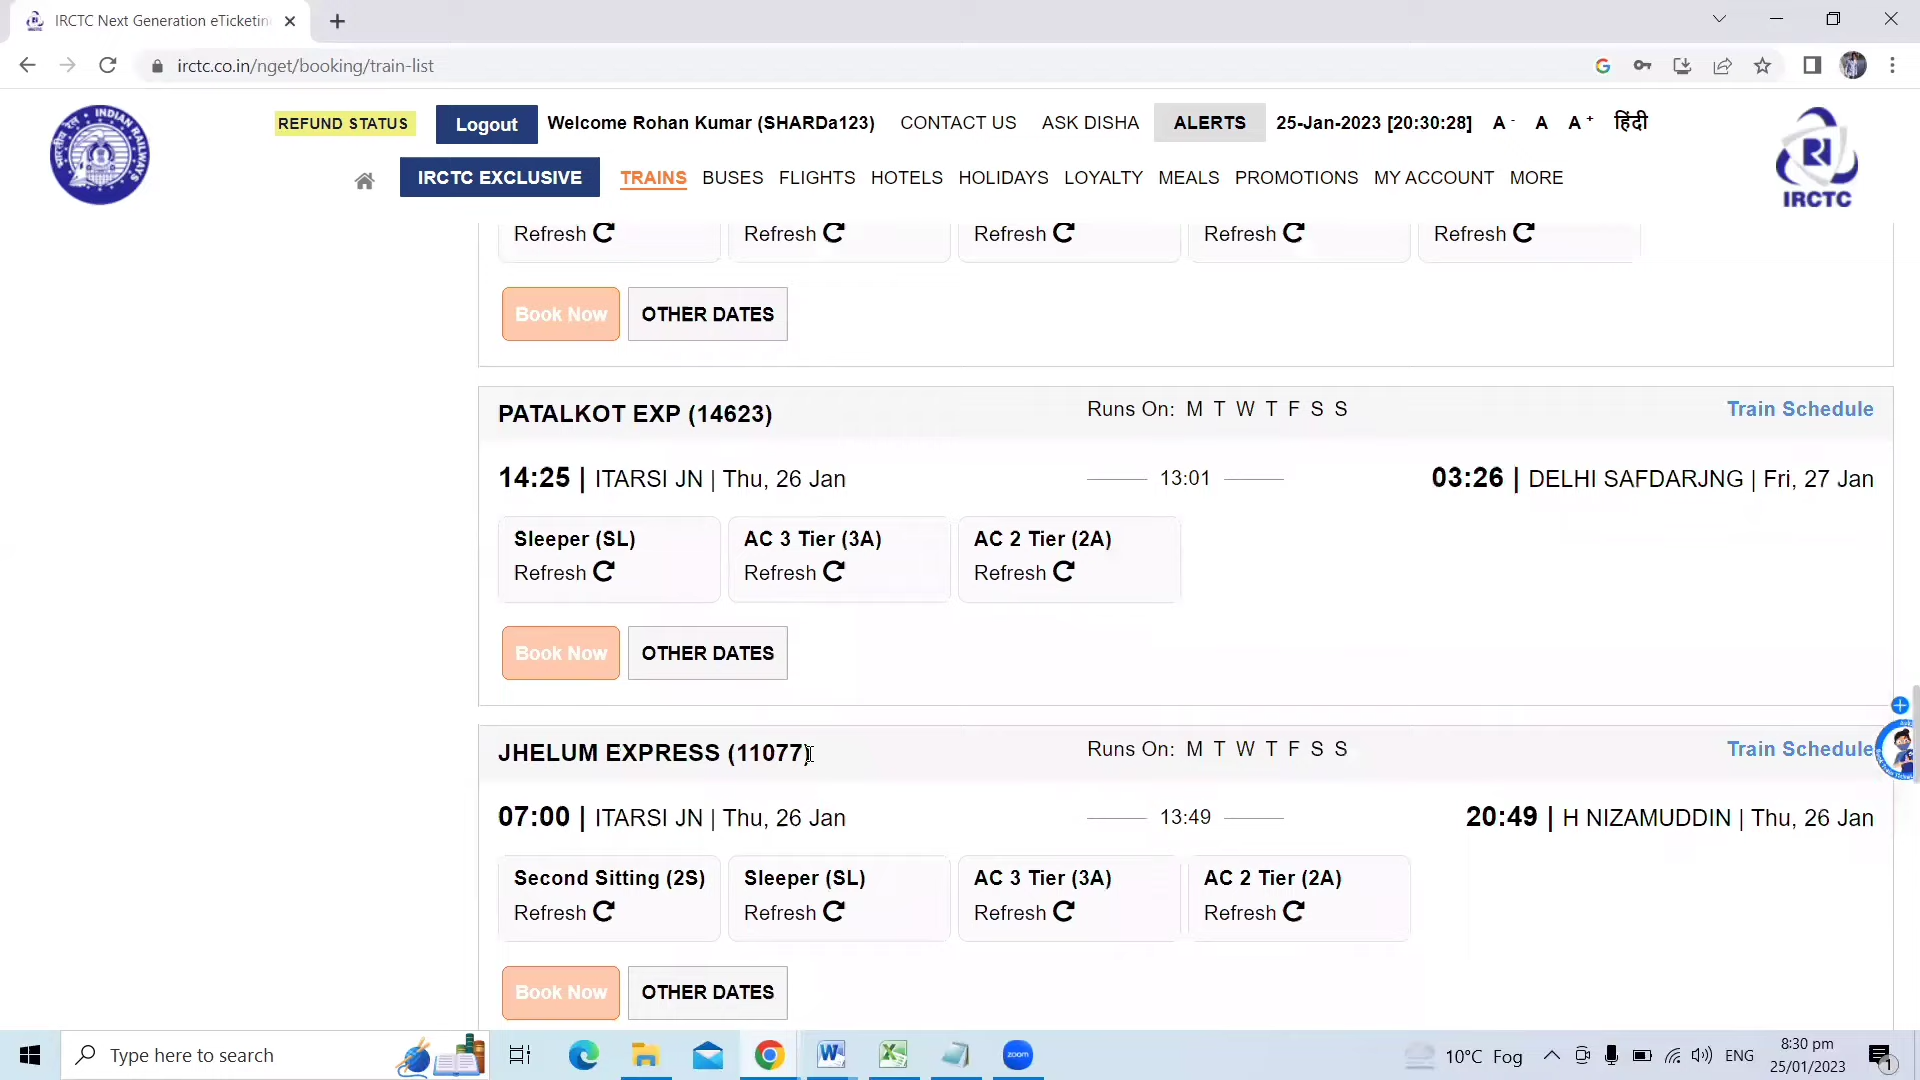 IRCTC Next Generation eTicketin
irctc.co.in/nget/booking/train-list
REFUND STATUS Logout Welcome Rohan Kumar (SHARDa123) CONTACT US ASK DISHA ALERTS 25-Jan-2023 [20:30:28] A- A A+ हिंदी
IRCTC EXCLUSIVE TRAINS BUSES FLIGHTS HOTELS HOLIDAYS LOYALTY MEALS PROMOTIONS MY ACCOUNT MORE
IRCTC
Refresh Refresh Refresh Refresh Refresh
Book Now OTHER DATES
PATALKOT EXP (14623) Runs On: M T W T F S S Train Schedule
14:25 | ITARSI JN | Thu, 26 Jan 13:01 03:26 | DELHI SAFDARJNG | Fri, 27 Jan
Sleeper (SL) AC 3 Tier (3A) AC 2 Tier (2A)
Refresh Refresh Refresh
Book Now OTHER DATES
JHELUM EXPRESS (11077) Runs On: M T W T F S S Train Schedule
07:00 | ITARSI JN | Thu, 26 Jan 13:49 20:49 | H NIZAMUDDIN | Thu, 26 Jan
Second Sitting (2S) Sleeper (SL) AC 3 Tier (3A) AC 2 Tier (2A)
Refresh Refresh Refresh Refresh
Book Now OTHER DATES
Type here to search zoom 10°C Fog ENG 8:30 pm
25/01/2023 1